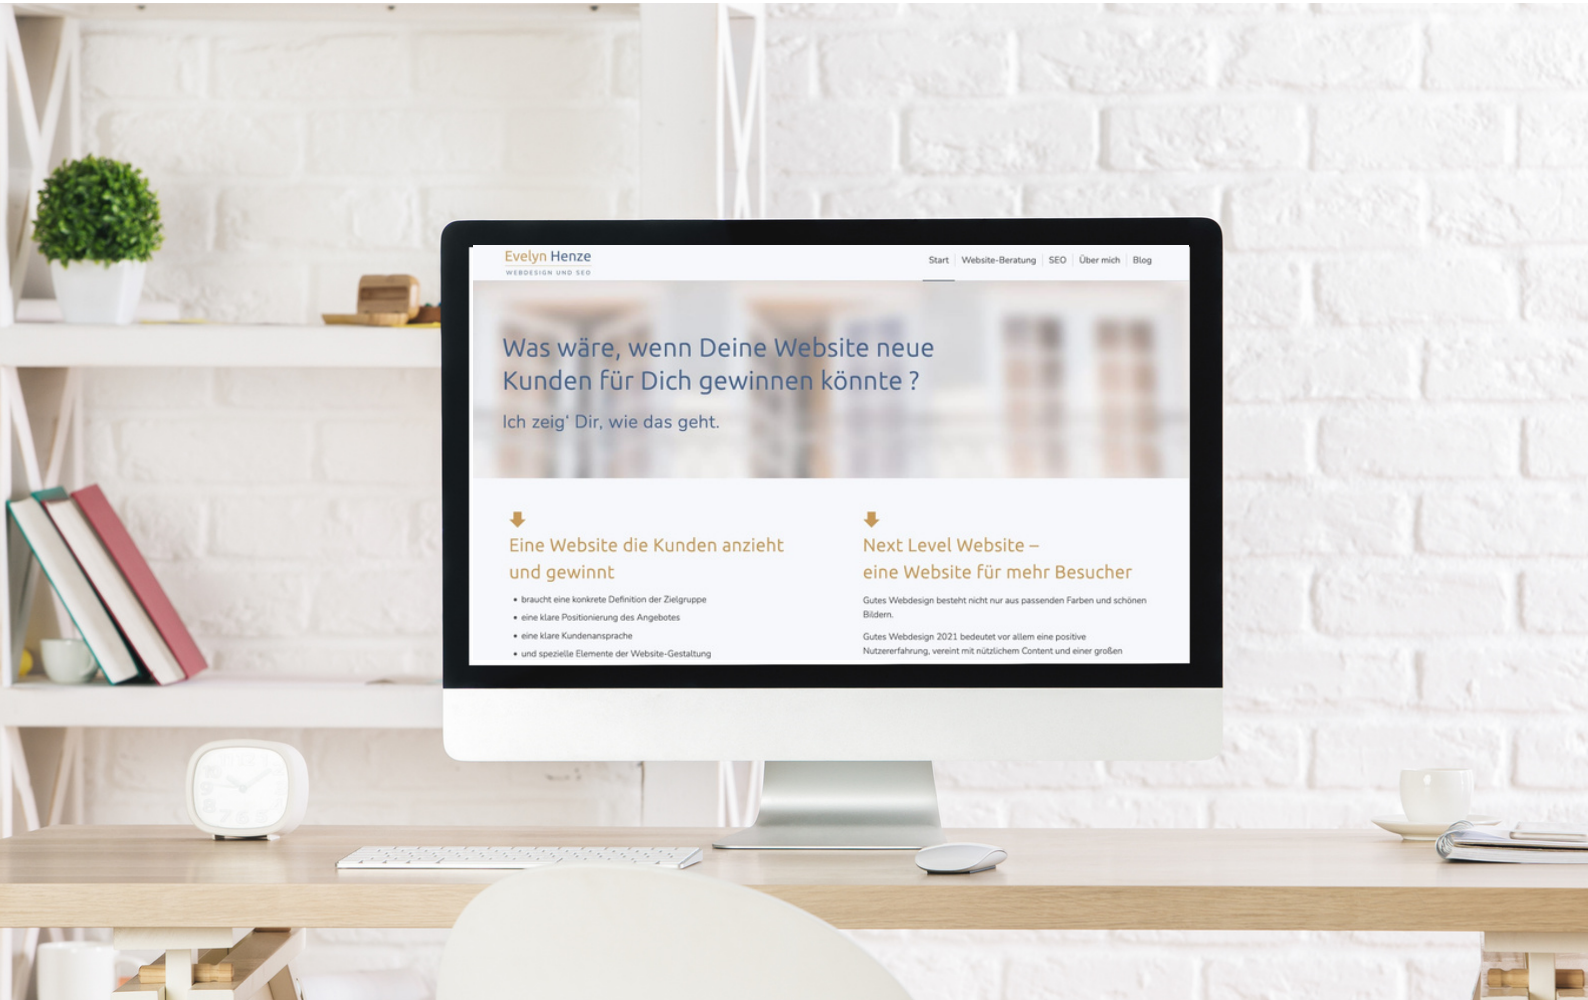 Evelyn Henze
WEBDESIGN UND SEO
Start
Website-Beratung
SEO
Über mich
Blog
Was wäre, wenn Deine Website neue
Kunden für Dich gewinnen könnte ?
Ich zeig‘ Dir, wie das geht.
Eine Website die Kunden anzieht
und gewinnt
• braucht eine konkrete Definition der Zielgruppe
• eine klare Positionierung des Angebotes
• eine klare Kundenansprache
• und spezielle Elemente der Website-Gestaltung
Next Level Website –
eine Website für mehr Besucher
Gutes Webdesign besteht nicht nur aus passenden Farben und schönen
Bildern.
Gutes Webdesign 2021 bedeutet vor allem eine positive
Nutzererfahrung, vereint mit nützlichem Content und einer großen